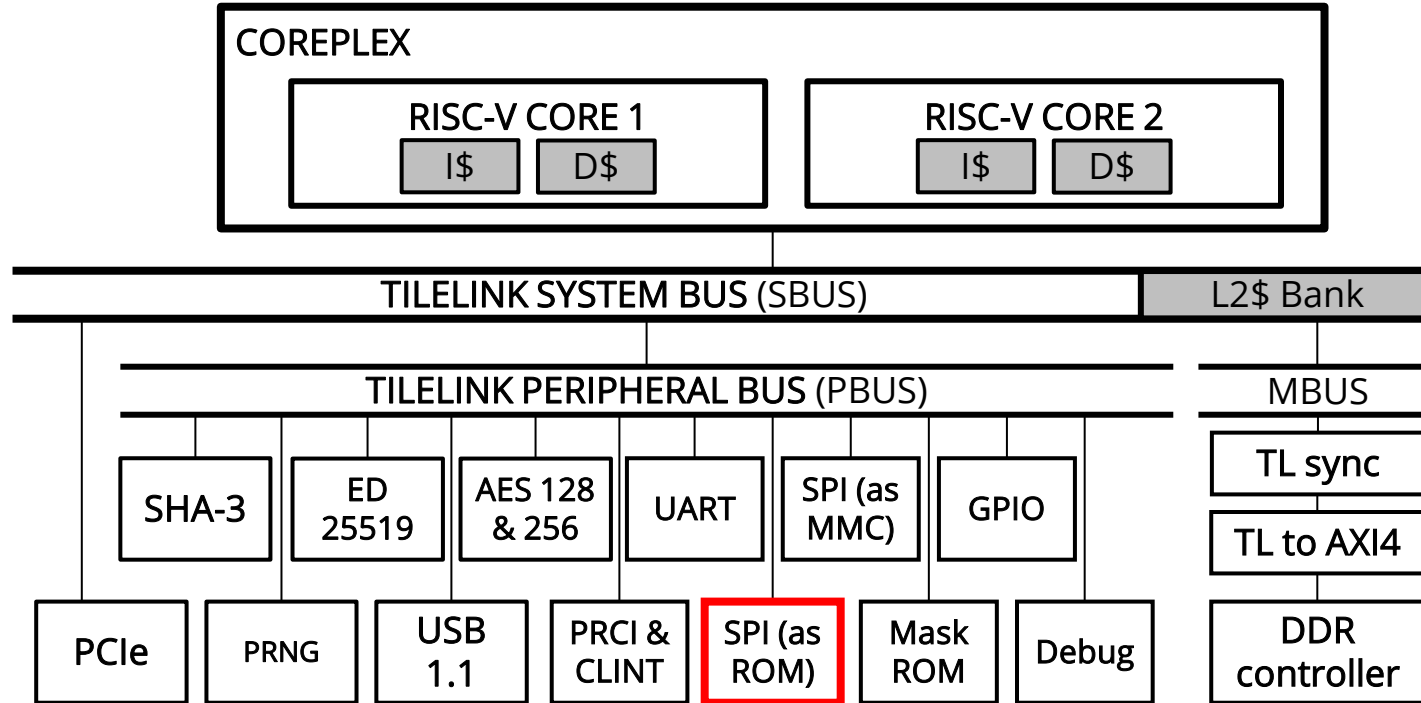 COREPLEX
RISC-V CORE 1
I$
D$
RISC-V CORE 2
I$
D$
TILELINK SYSTEM BUS (SBUS)
L2$ Bank
TILELINK PERIPHERAL BUS (PBUS)
MBUS
SHA-3
ED
25519
AES 128
& 256
UART
SPI (as
MMC)
GPIO
TL sync
TL to AXI4
PCIe
PRNG
USB
1.1
PRCI &
CLINT
SPI (as
ROM)
Mask
ROM
Debug
DDR
controller